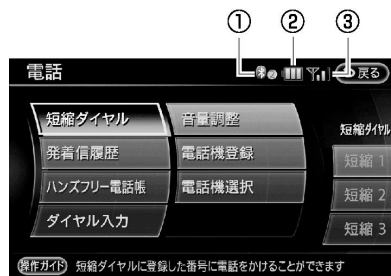 ① ② ③
電話
戻る
短縮ダイヤル 音量調整
発着信履歴 電話機登録
ハンズフリー電話帳 電話機選択
ダイヤル入力
短縮ダイヤル
短縮 1
短縮 2
短縮 3
操作ガイド 短縮ダイヤルに登録した番号に電話をかけることができます